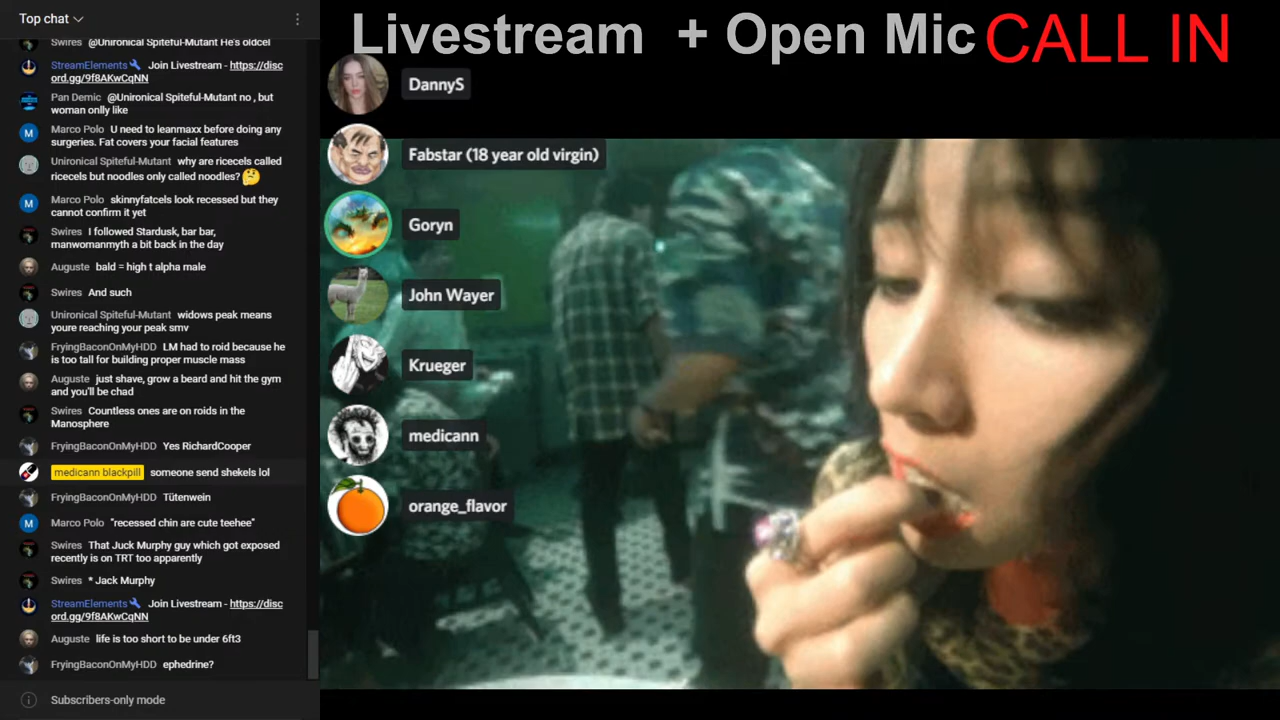 Top chat
Swires @Unironical Spiteful-Mutant He's oldcel
StreamElements Join Livestream - https://disc
ord.gg/9f8AKwCqNN
Pan Demic @Unironical Spiteful-Mutant no , but
woman onlly like
Marco Polo U need to leanmaxx before doing any
surgeries. Fat covers your facial features
Unironical Spiteful-Mutant why are ricecels called
ricecels but noodles only called noodles?
Marco Polo skinnyfatcels look recessed but they
cannot confirm it yet
Swires I followed Stardusk, bar bar,
manwomanmyth a bit back in the day
Auguste bald = high t alpha male
Swires And such
Unironical Spiteful-Mutant widows peak means
youre reaching your peak smv
FryingBaconOnMyHDD LM had to roid because he
is too tall for building proper muscle mass
Auguste just shave, grow a beard and hit the gym
and you'll be chad
Swires Countless ones are on roids in the
Manosphere
FryingBaconOnMyHDD Yes RichardCooper
medicann blackpill someone send shekels lol
FryingBaconOnMyHDD Tütenwein
Marco Polo "recessed chin are cute teehee"
Swires That Juck Murphy guy which got exposed
recently is on TRT too apparently
Swires * Jack Murphy
StreamElements Join Livestream - https://disc
ord.gg/9f8AKwCqNN
Auguste life is too short to be under 6ft3
FryingBaconOnMyHDD ephedrine?
Subscribers-only mode
Livestream + Open Mic CALL IN
DannyS
Fabstar (18 year old virgin)
Goryn
John Wayer
Krueger
medicann
orange_flavor